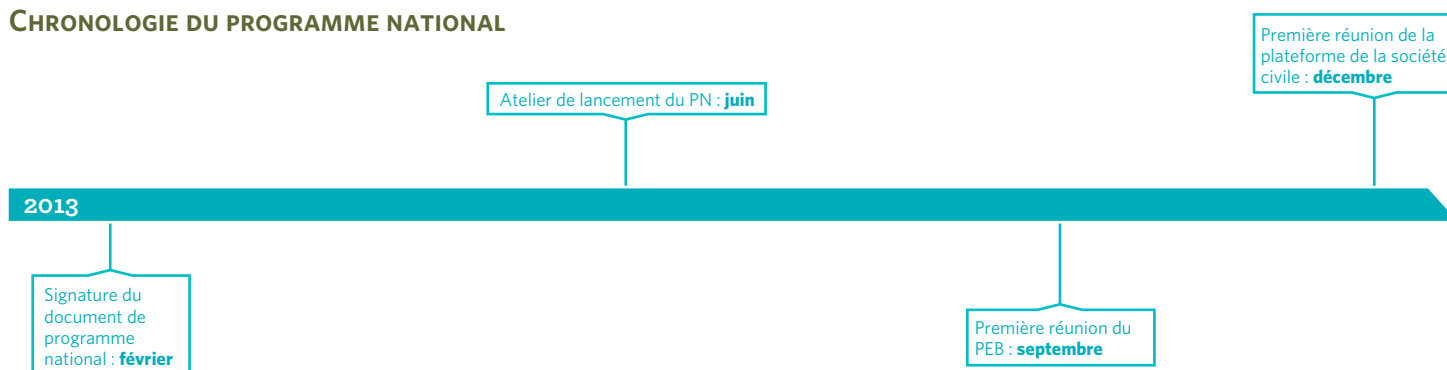 CHRONOLOGIE DU PROGRAMME NATIONAL
Première réunion de la
plateforme de la société
civile : décembre
Atelier de lancement du PN : juin
2013
Signature du
document de
programme
national : février
Première réunion du
PEB : septembre